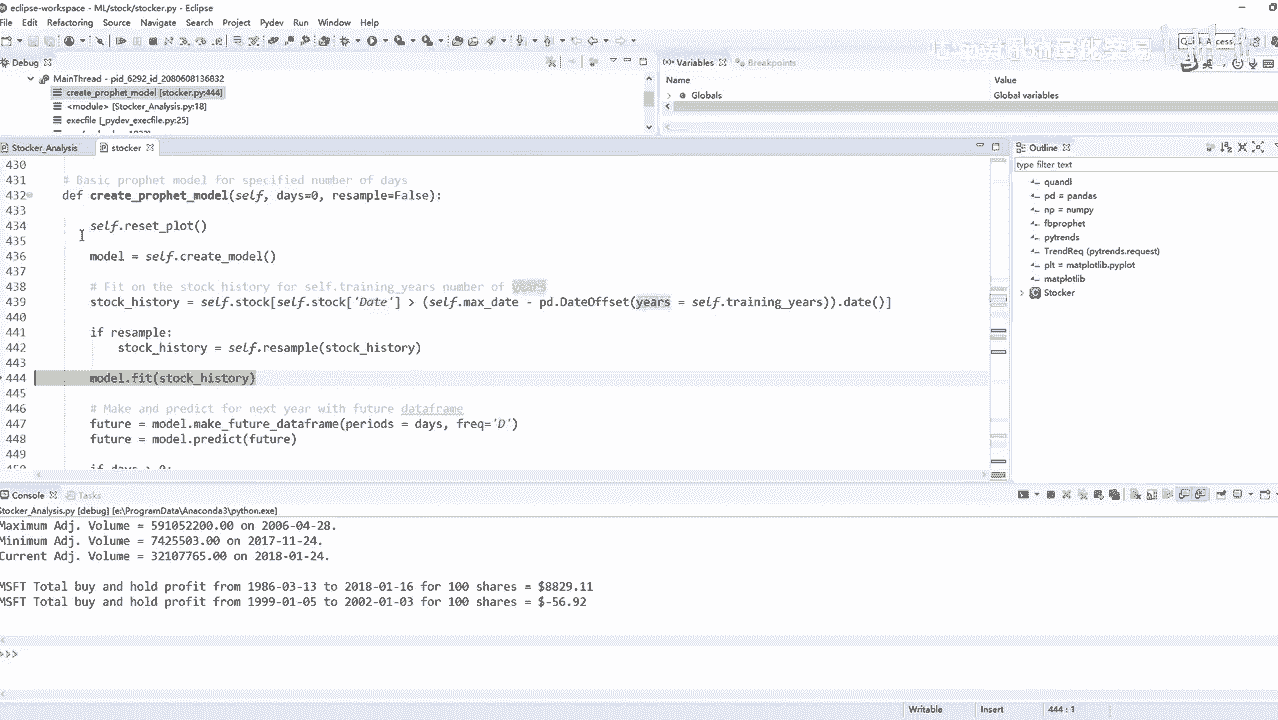 eclipse-workspace - ML/stock/stocker.py - Eclipse
File Edit Refactoring Source Navigate Search Project Pydev Run Window Help
Debug
MainThread - pid_6292_id_2080608136832
create_prophet_model [stocker.py:444]
<module> [Stocker_Analysis.py:18]
execfile [_pydev_execfile.py:25]
(x)= Variables Breakpoints
Name Value
Globals Global variables
Stocker_Analysis stocker
430
431 # Basic prophet model for specified number of days
432 def create_prophet_model(self, days=0, resample=False):
433
434 self.reset_plot()
435
436 model = self.create_model()
437
438 # Fit on the stock history for self.training_years number of years
439 stock_history = self.stock[self.stock['Date'] > (self.max_date - pd.DateOffset(years = self.training_years)).date()]
440
441 if resample:
442 stock_history = self.resample(stock_history)
443
444 model.fit(stock_history)
445
446 # Make and predict for next year with future dataframe
447 future = model.make_future_dataframe(periods = days, freq='D')
448 future = model.predict(future)
449
450 if days > 0:
Outline
type filter text
quandl
pd = pandas
np = numpy
fbprophet
pytrends
TrendReq (pytrends.request)
plt = matplotlib.pyplot
matplotlib
Stocker
Console Tasks
Stocker_Analysis.py [debug] [e:\ProgramData\Anaconda3\python.exe]
Maximum Adj. Volume = 591052200.00 on 2006-04-28.
Minimum Adj. Volume = 7425503.00 on 2017-11-24.
Current Adj. Volume = 32107765.00 on 2018-01-24.
MSFT Total buy and hold profit from 1986-03-13 to 2018-01-16 for 100 shares = $8829.11
MSFT Total buy and hold profit from 1999-01-05 to 2002-01-03 for 100 shares = $-56.92
>>>
Writable Insert 444 : 1